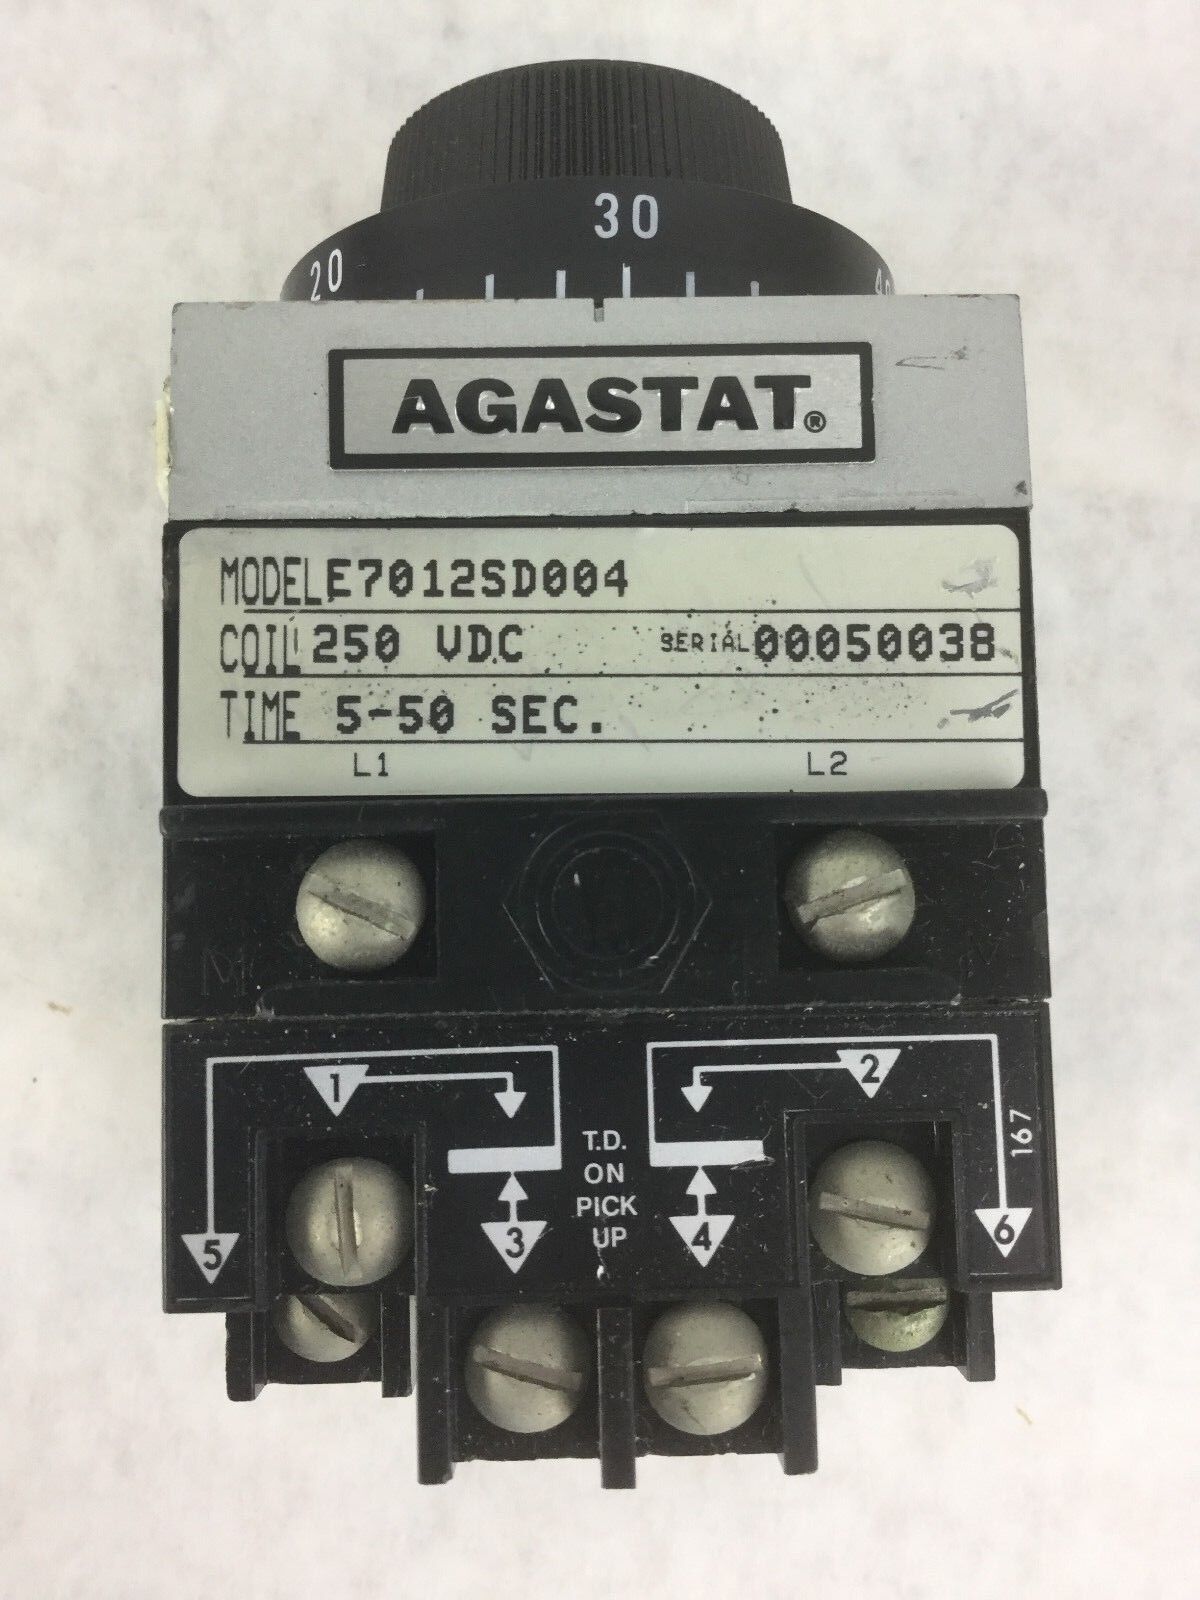 30
20
40
AGASTAT®
MODEL E7012SD004
COIL 250 VDC SERIAL 00050038
TIME 5-50 SEC.
L1 L2
1 2
T.D.
ON
PICK
UP
167
5 3 4 6